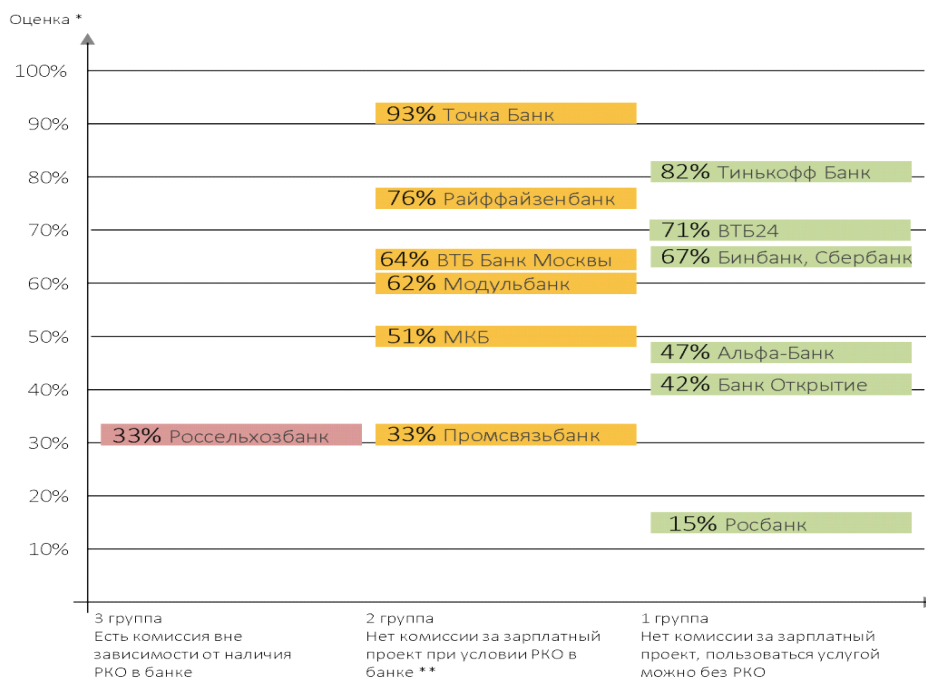 Оценка *
100%
93% Точка Банк
90%
82% Тинькофф Банк
80%
76% Райффайзенбанк
71% ВТБ24
70%
64% ВТБ Банк Москвы
67% Бинбанк, Сбербанк
62% Модульбанк
60%
51% МКБ
50%
47% Альфа-Банк
42% Банк Открытие
40%
33% Россельхозбанк
33% Промсвязьбанк
30%
20%
15% Росбанк
10%
3 группа
Есть комиссия вне
зависимости от наличия
РКО в банке
2 группа
Нет комиссии за зарплатный
проект при условии РКО в
банке **
1 группа
Нет комиссии за зарплатный
проект, пользоваться услугой
можно без РКО